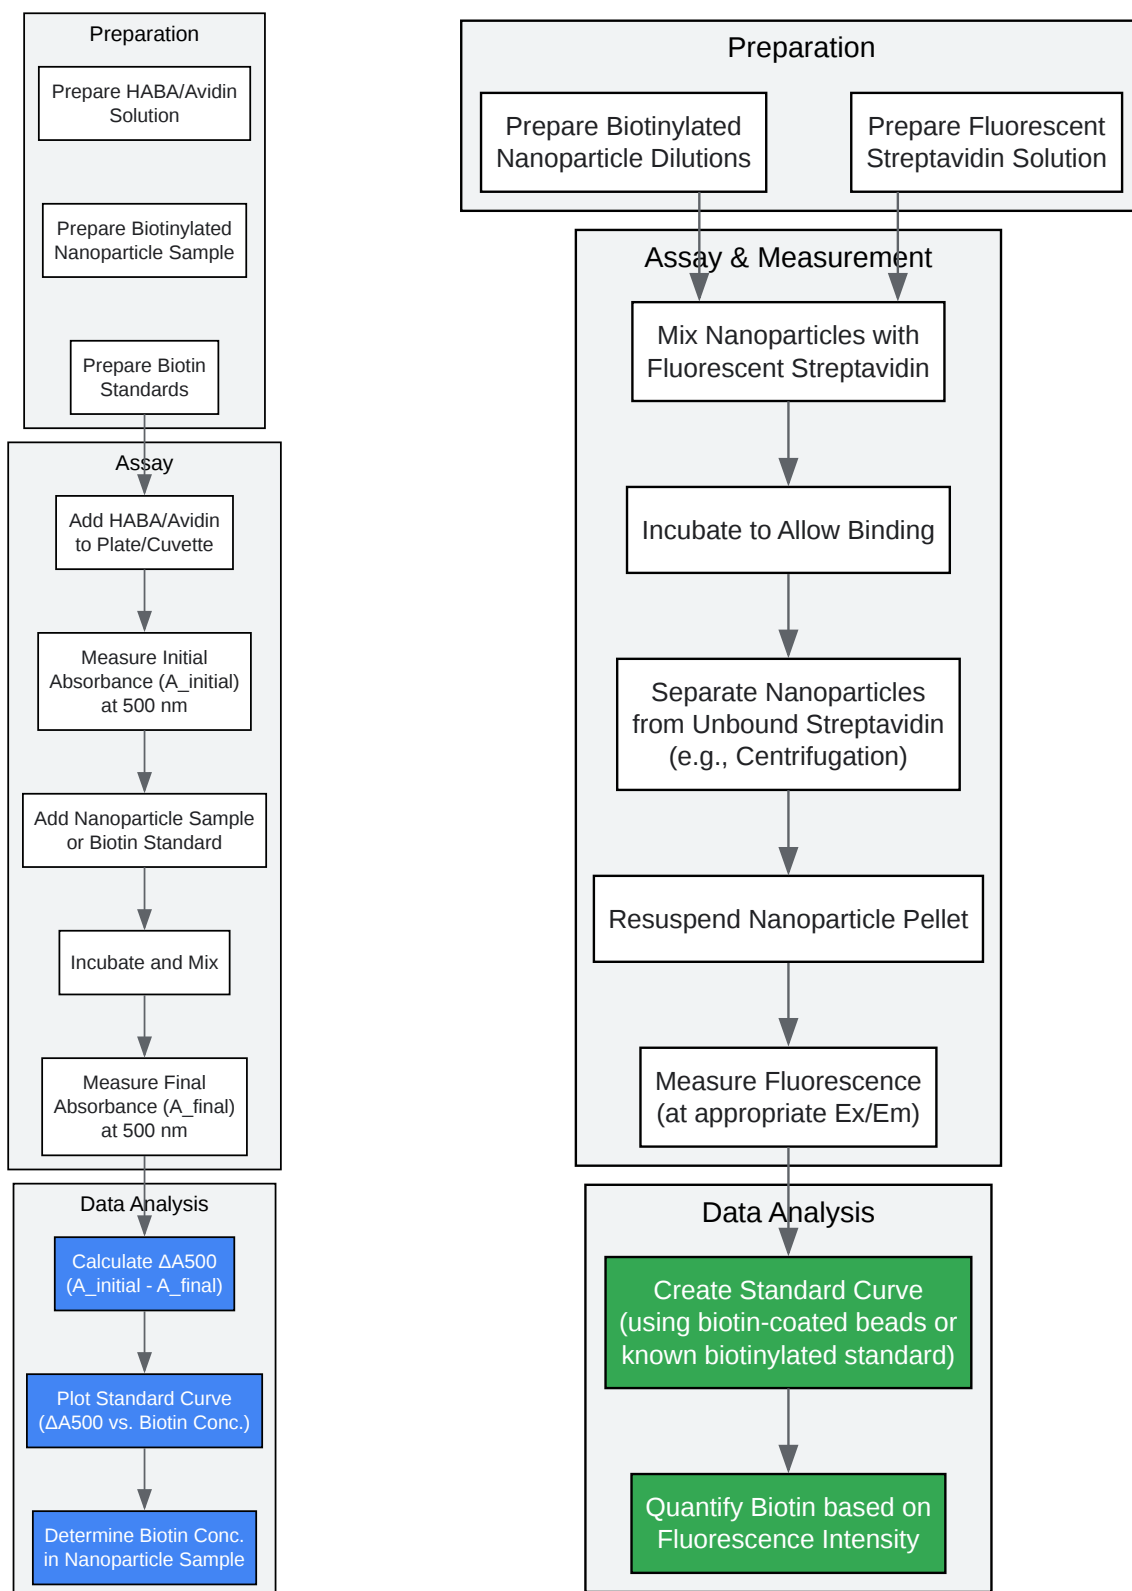 Preparation
Prepare HABA/Avidin
Solution
Prepare Biotinylated
Nanoparticle Sample
Prepare Biotin
Standards
Assay
Add HABA/Avidin
to Plate/Cuvette
Measure Initial
Absorbance (A_initial)
at 500 nm
Add Nanoparticle Sample
or Biotin Standard
Incubate and Mix
Measure Final
Absorbance (A_final)
at 500 nm
Data Analysis
Calculate ΔA500
(A_initial - A_final)
Plot Standard Curve
(ΔA500 vs. Biotin Conc.)
Determine Biotin Conc.
in Nanoparticle Sample
Preparation
Prepare Biotinylated
Nanoparticle Dilutions
Prepare Fluorescent
Streptavidin Solution
Assay & Measurement
Mix Nanoparticles with
Fluorescent Streptavidin
Incubate to Allow Binding
Separate Nanoparticles
from Unbound Streptavidin
(e.g., Centrifugation)
Resuspend Nanoparticle Pellet
Measure Fluorescence
(at appropriate Ex/Em)
Data Analysis
Create Standard Curve
(using biotin-coated beads or
known biotinylated standard)
Quantify Biotin based on
Fluorescence Intensity